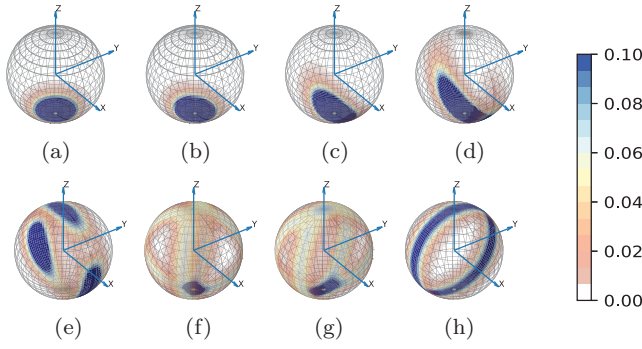 Z Y X
Z Y X
Z Y X
Z Y X
(a) (b) (c) (d)
Z Y X
Z Y X
Z Y X
Z Y X
(e) (f) (g) (h)
0.10
0.08
0.06
0.04
0.02
0.00